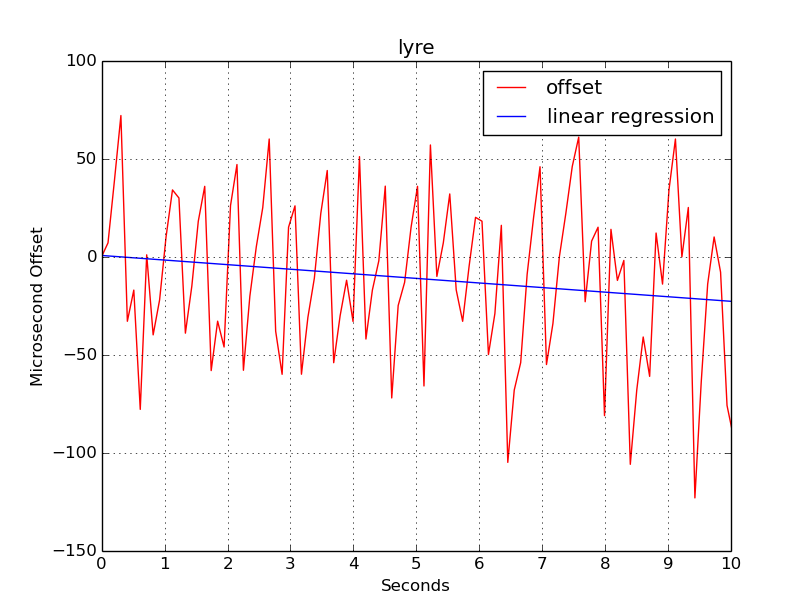 lyre
100
50
0
−50
−100
−150
Microsecond Offset
offset
linear regression
0 1 2 3 4 5 6 7 8 9 10
Seconds